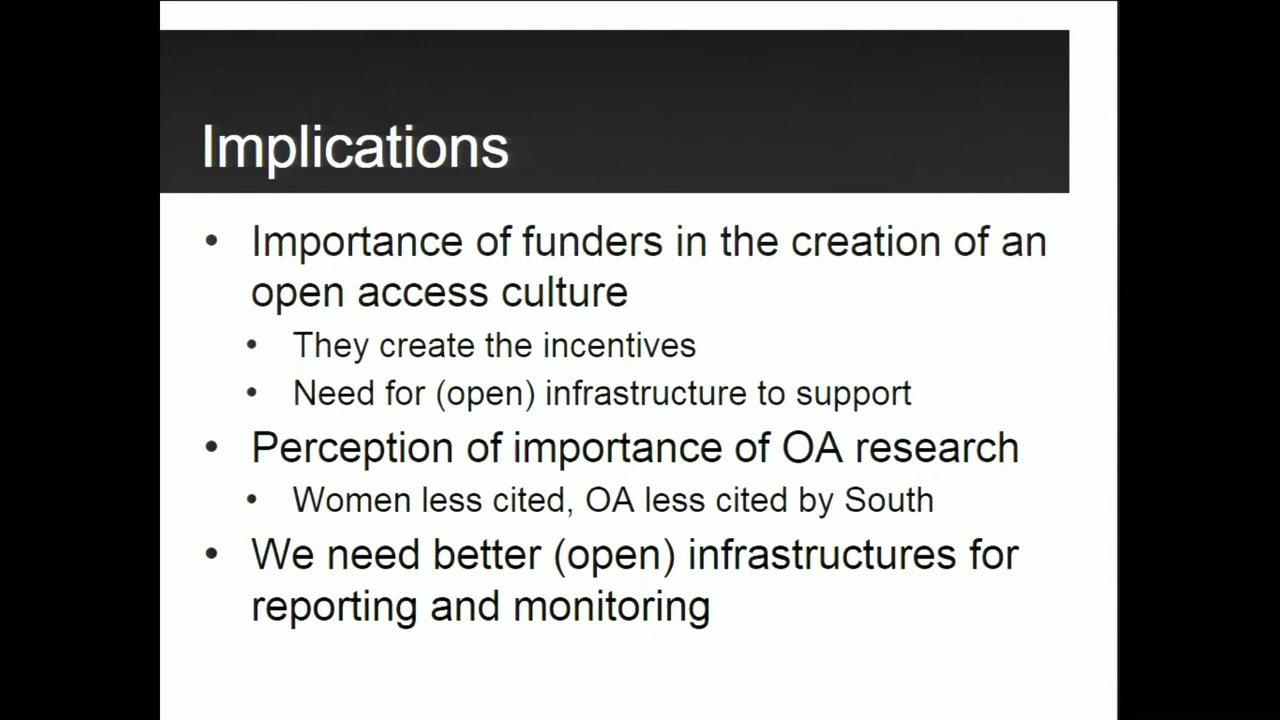 Implications
• Importance of funders in the creation of an
open access culture
• They create the incentives
• Need for (open) infrastructure to support
• Perception of importance of OA research
• Women less cited, OA less cited by South
• We need better (open) infrastructures for
reporting and monitoring